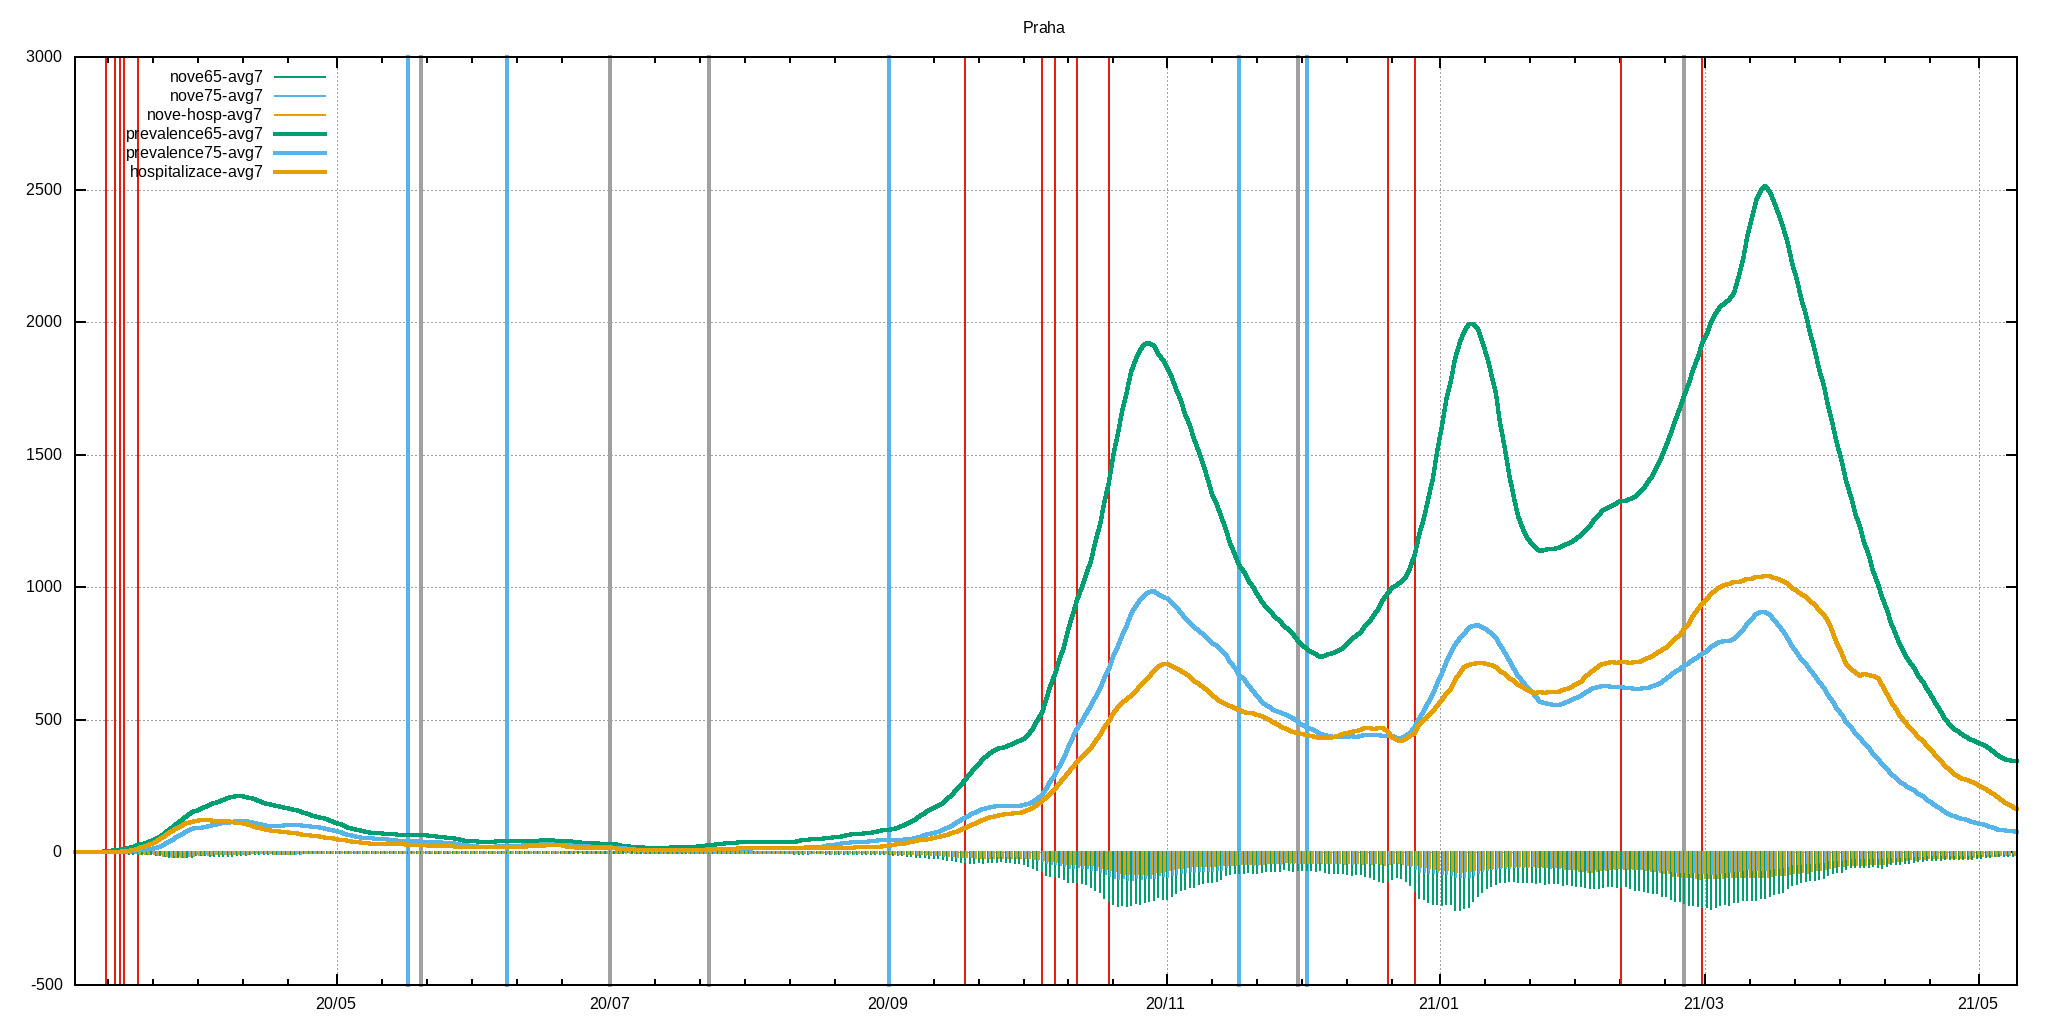 Praha
3000
2500
2000
1500
1000
500
0
-500
nove65-avg7
nove75-avg7
nove-hosp-avg7
prevalence65-avg7
prevalence75-avg7
hospitalizace-avg7
20/05
20/07
20/09
20/11
21/01
21/03
21/05